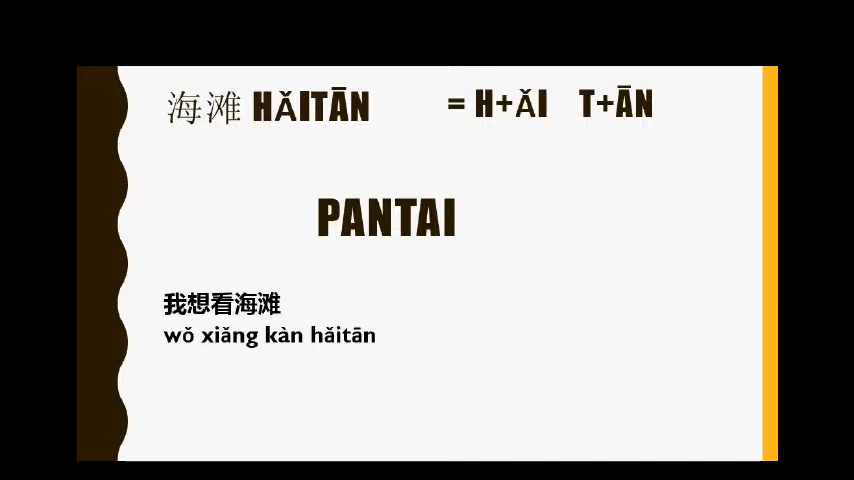 海滩 HǍITĀN = H+ǍI T+ĀN
PANTAI
我想看海滩
wǒ xiǎng kàn hǎitān